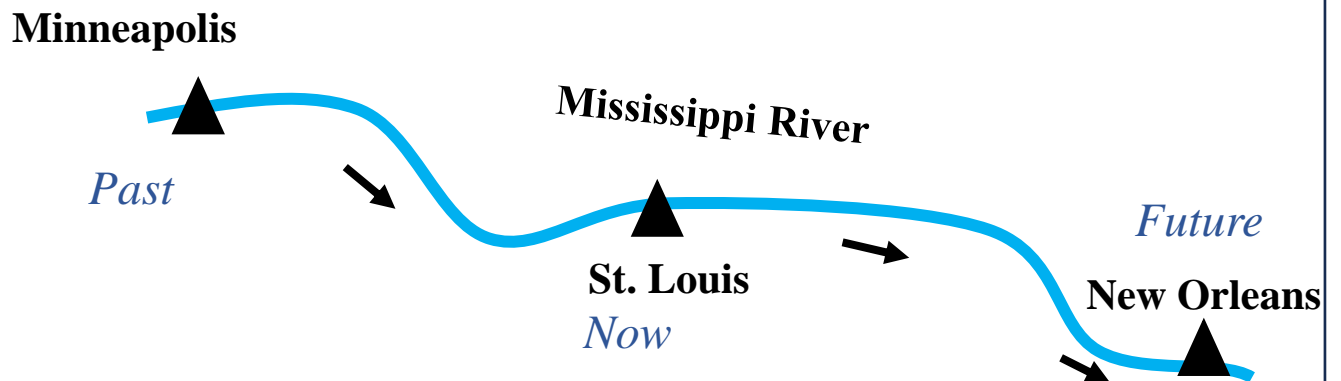 Minneapolis
Mississippi River
Past
Future
St. Louis
New Orleans
Now